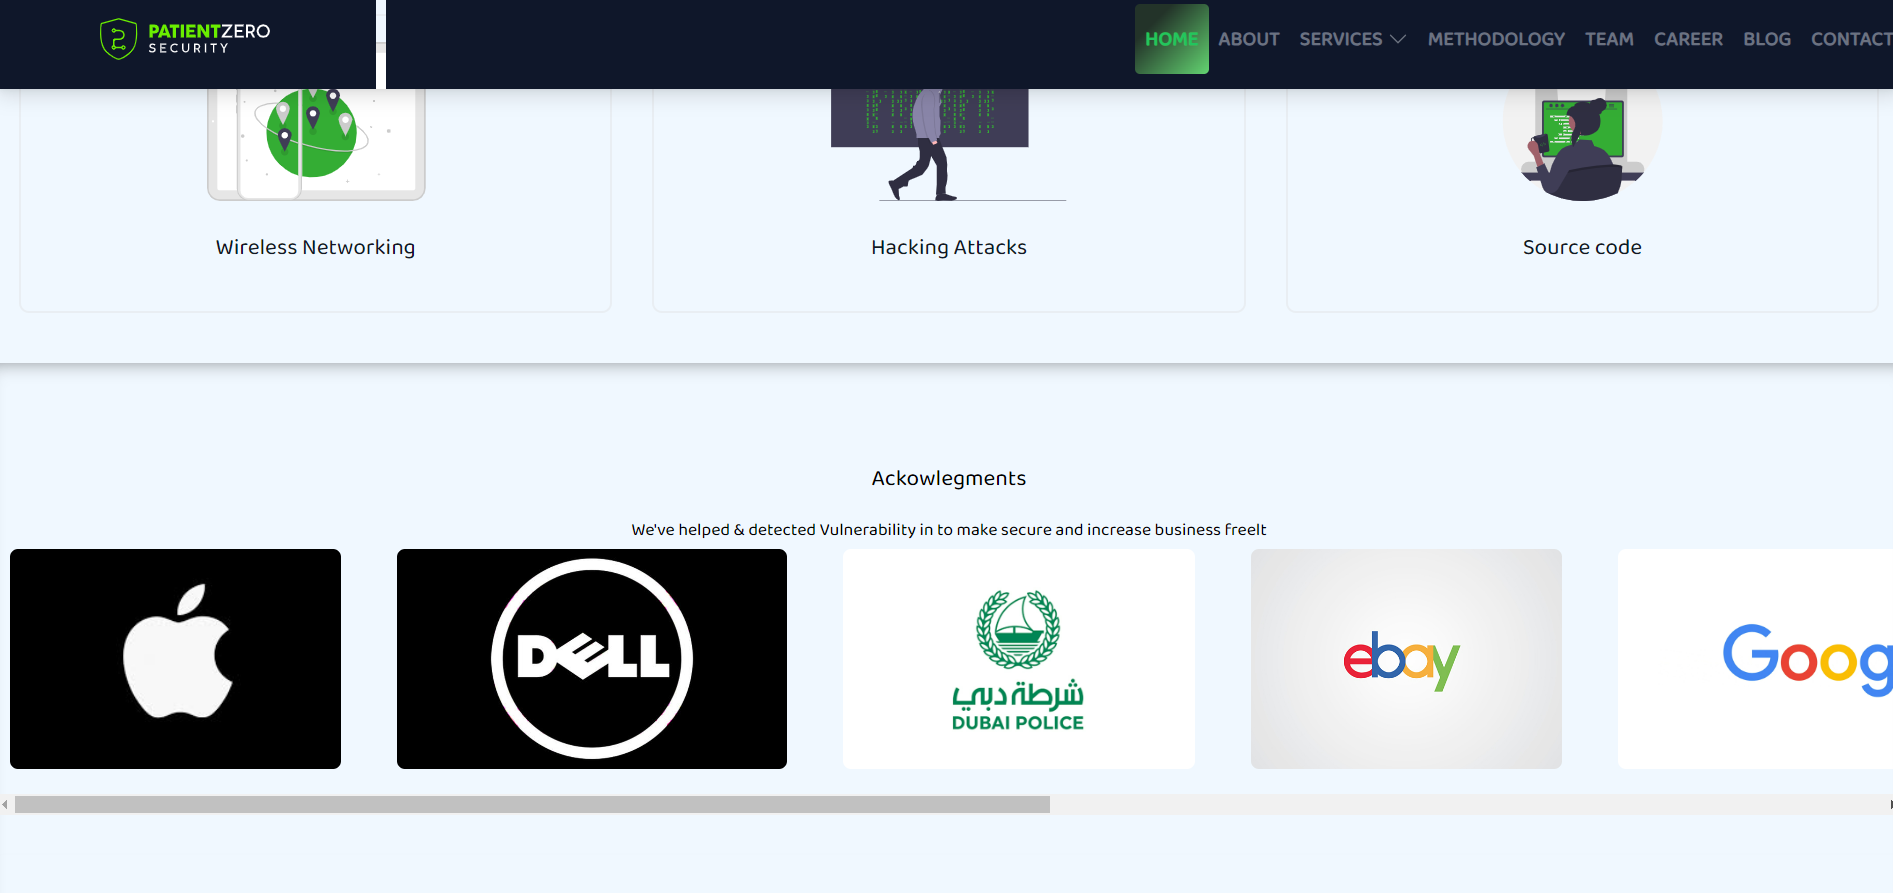 PATIENTZERO
SECURITY
HOME ABOUT SERVICES METHODOLOGY TEAM CAREER BLOG CONTACT
Wireless Networking
Hacking Attacks
Source code
Ackowlegments
We've helped & detected Vulnerability in to make secure and increase business freelt
DELL
شرطة دبي
DUBAI POLICE
ebay
Goog